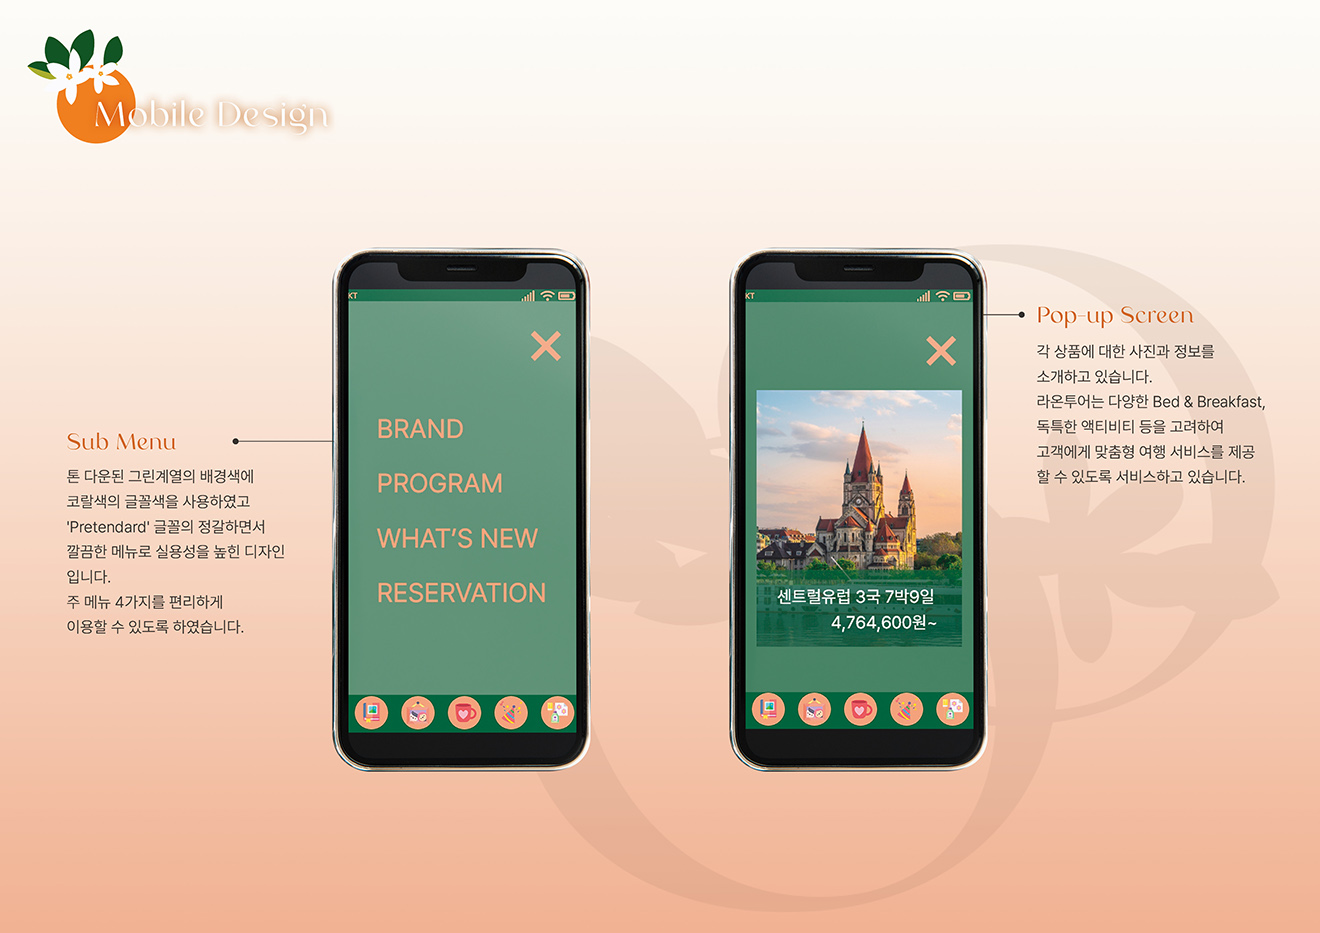 Mobile Design
Sub Menu
톤 다운된 그린계열의 배경색에
코랄색의 글꼴색을 사용하였고
'Pretendard' 글꼴의 정갈하면서
깔끔한 메뉴로 실용성을 높힌 디자인
입니다.
주 메뉴 4가지를 편리하게
이용할 수 있도록 하였습니다.
KT
BRAND
PROGRAM
WHAT’S NEW
RESERVATION
KT
센트럴유럽 3국 7박9일
4,764,600원~
Pop-up Screen
각 상품에 대한 사진과 정보를
소개하고 있습니다.
라온투어는 다양한 Bed & Breakfast,
독특한 액티비티 등을 고려하여
고객에게 맞춤형 여행 서비스를 제공
할 수 있도록 서비스하고 있습니다.